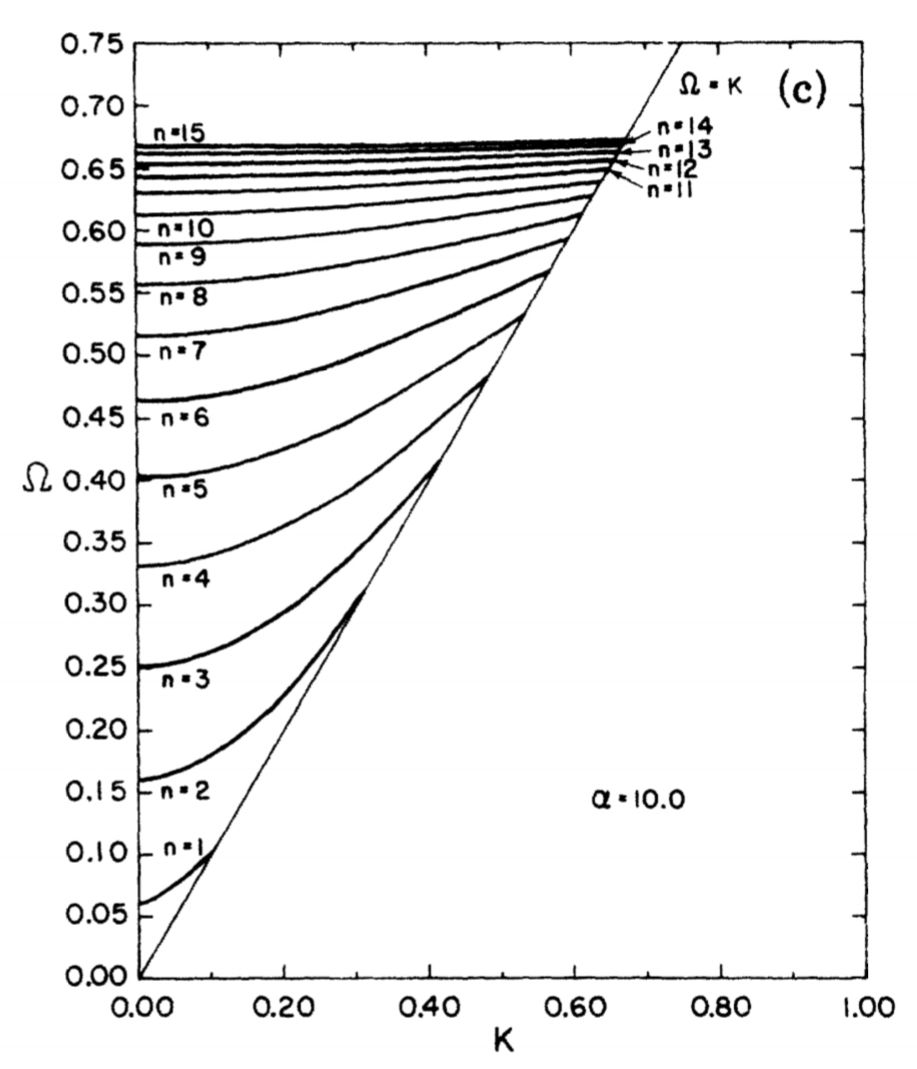 0.75
Ω = K (c)
0.70
n=15
n=14
n=13
0.65
n=12
n=11
0.60
n=10
n=9
0.55
n=8
0.50
n=7
0.45
n=6
Ω
0.40
n=5
0.35
n=4
0.30
0.25
n=3
0.20
0.15
n=2
α=10.0
0.10
n=1
0.05
0.00
0.00 0.20 0.40 0.60 0.80 1.00
K